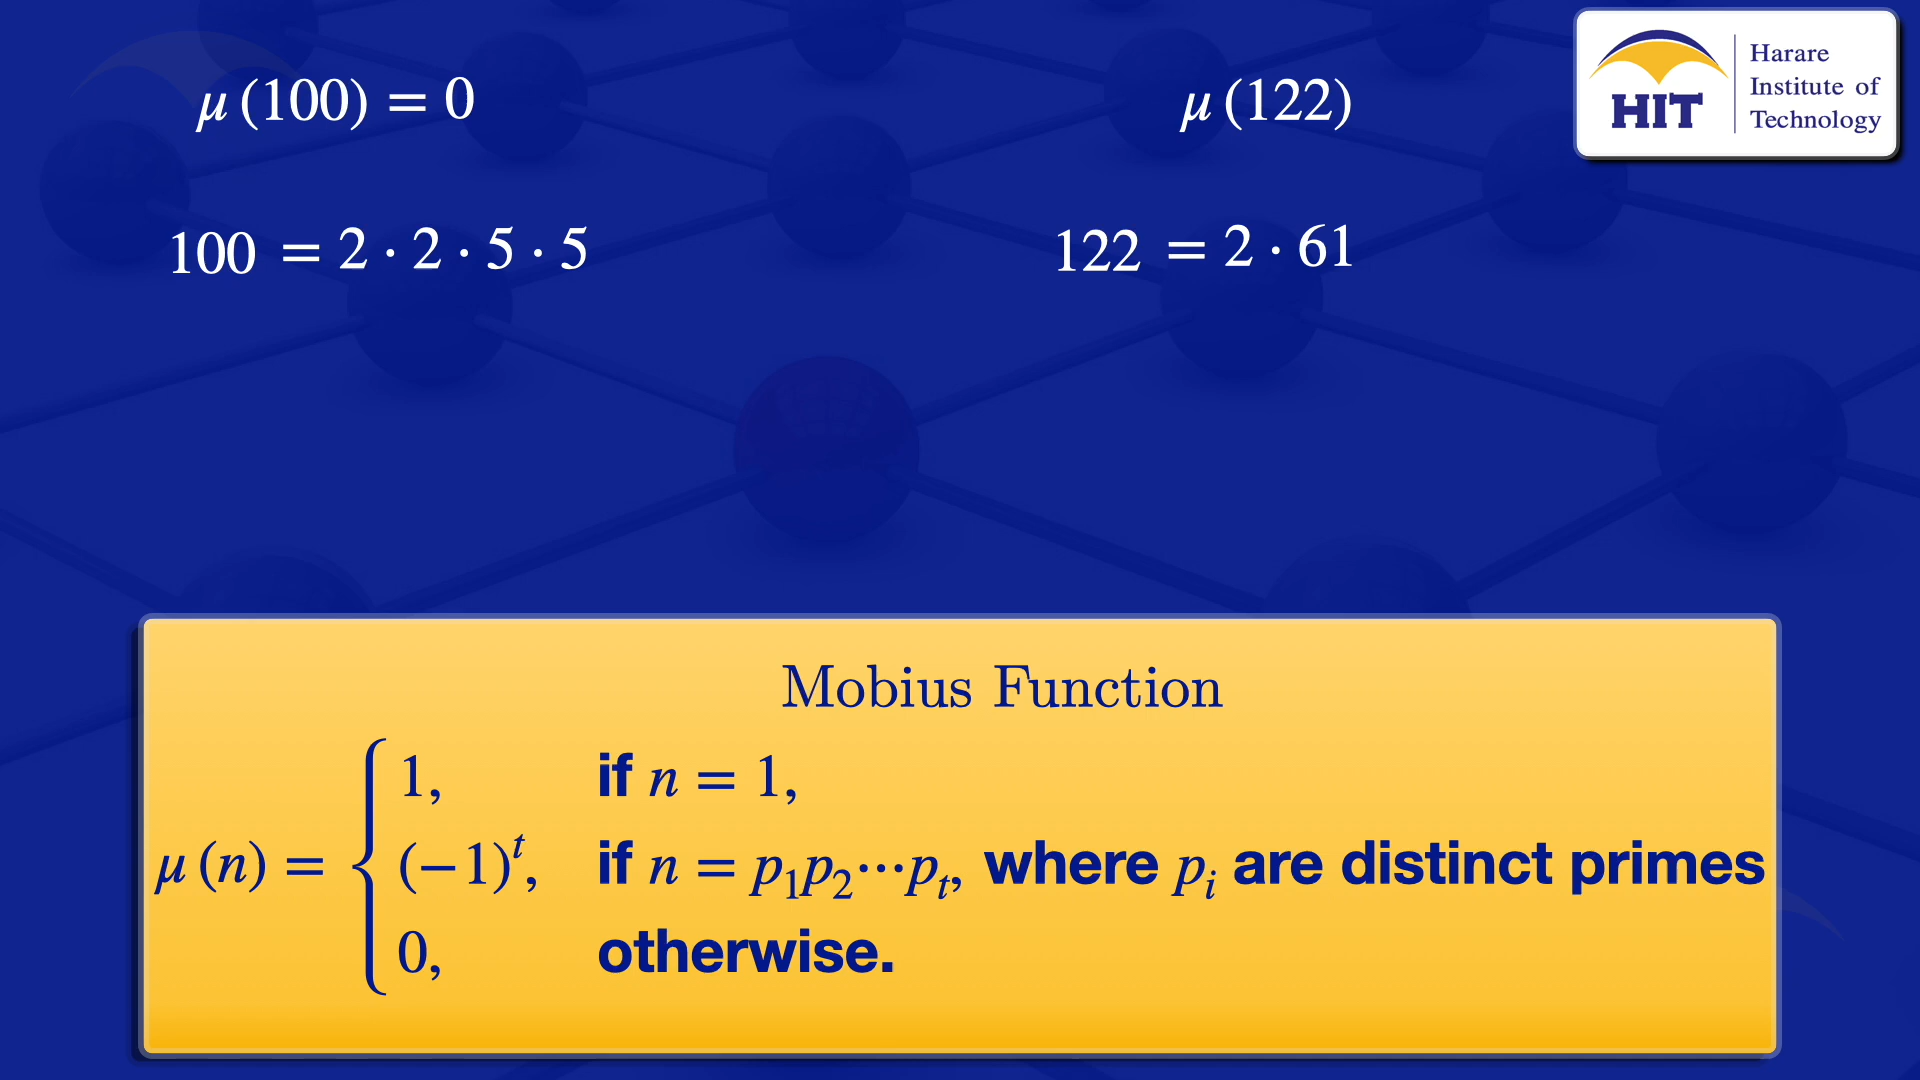 μ (100) = 0
μ (122)
Harare
Institute of
Technology
HIT
100 = 2 · 2 · 5 · 5
122 = 2 · 61
Mobius Function
μ (n) = { 1, if n = 1,
(−1)^t, if n = p₁p₂⋯pₜ, where pᵢ are distinct primes
0, otherwise.